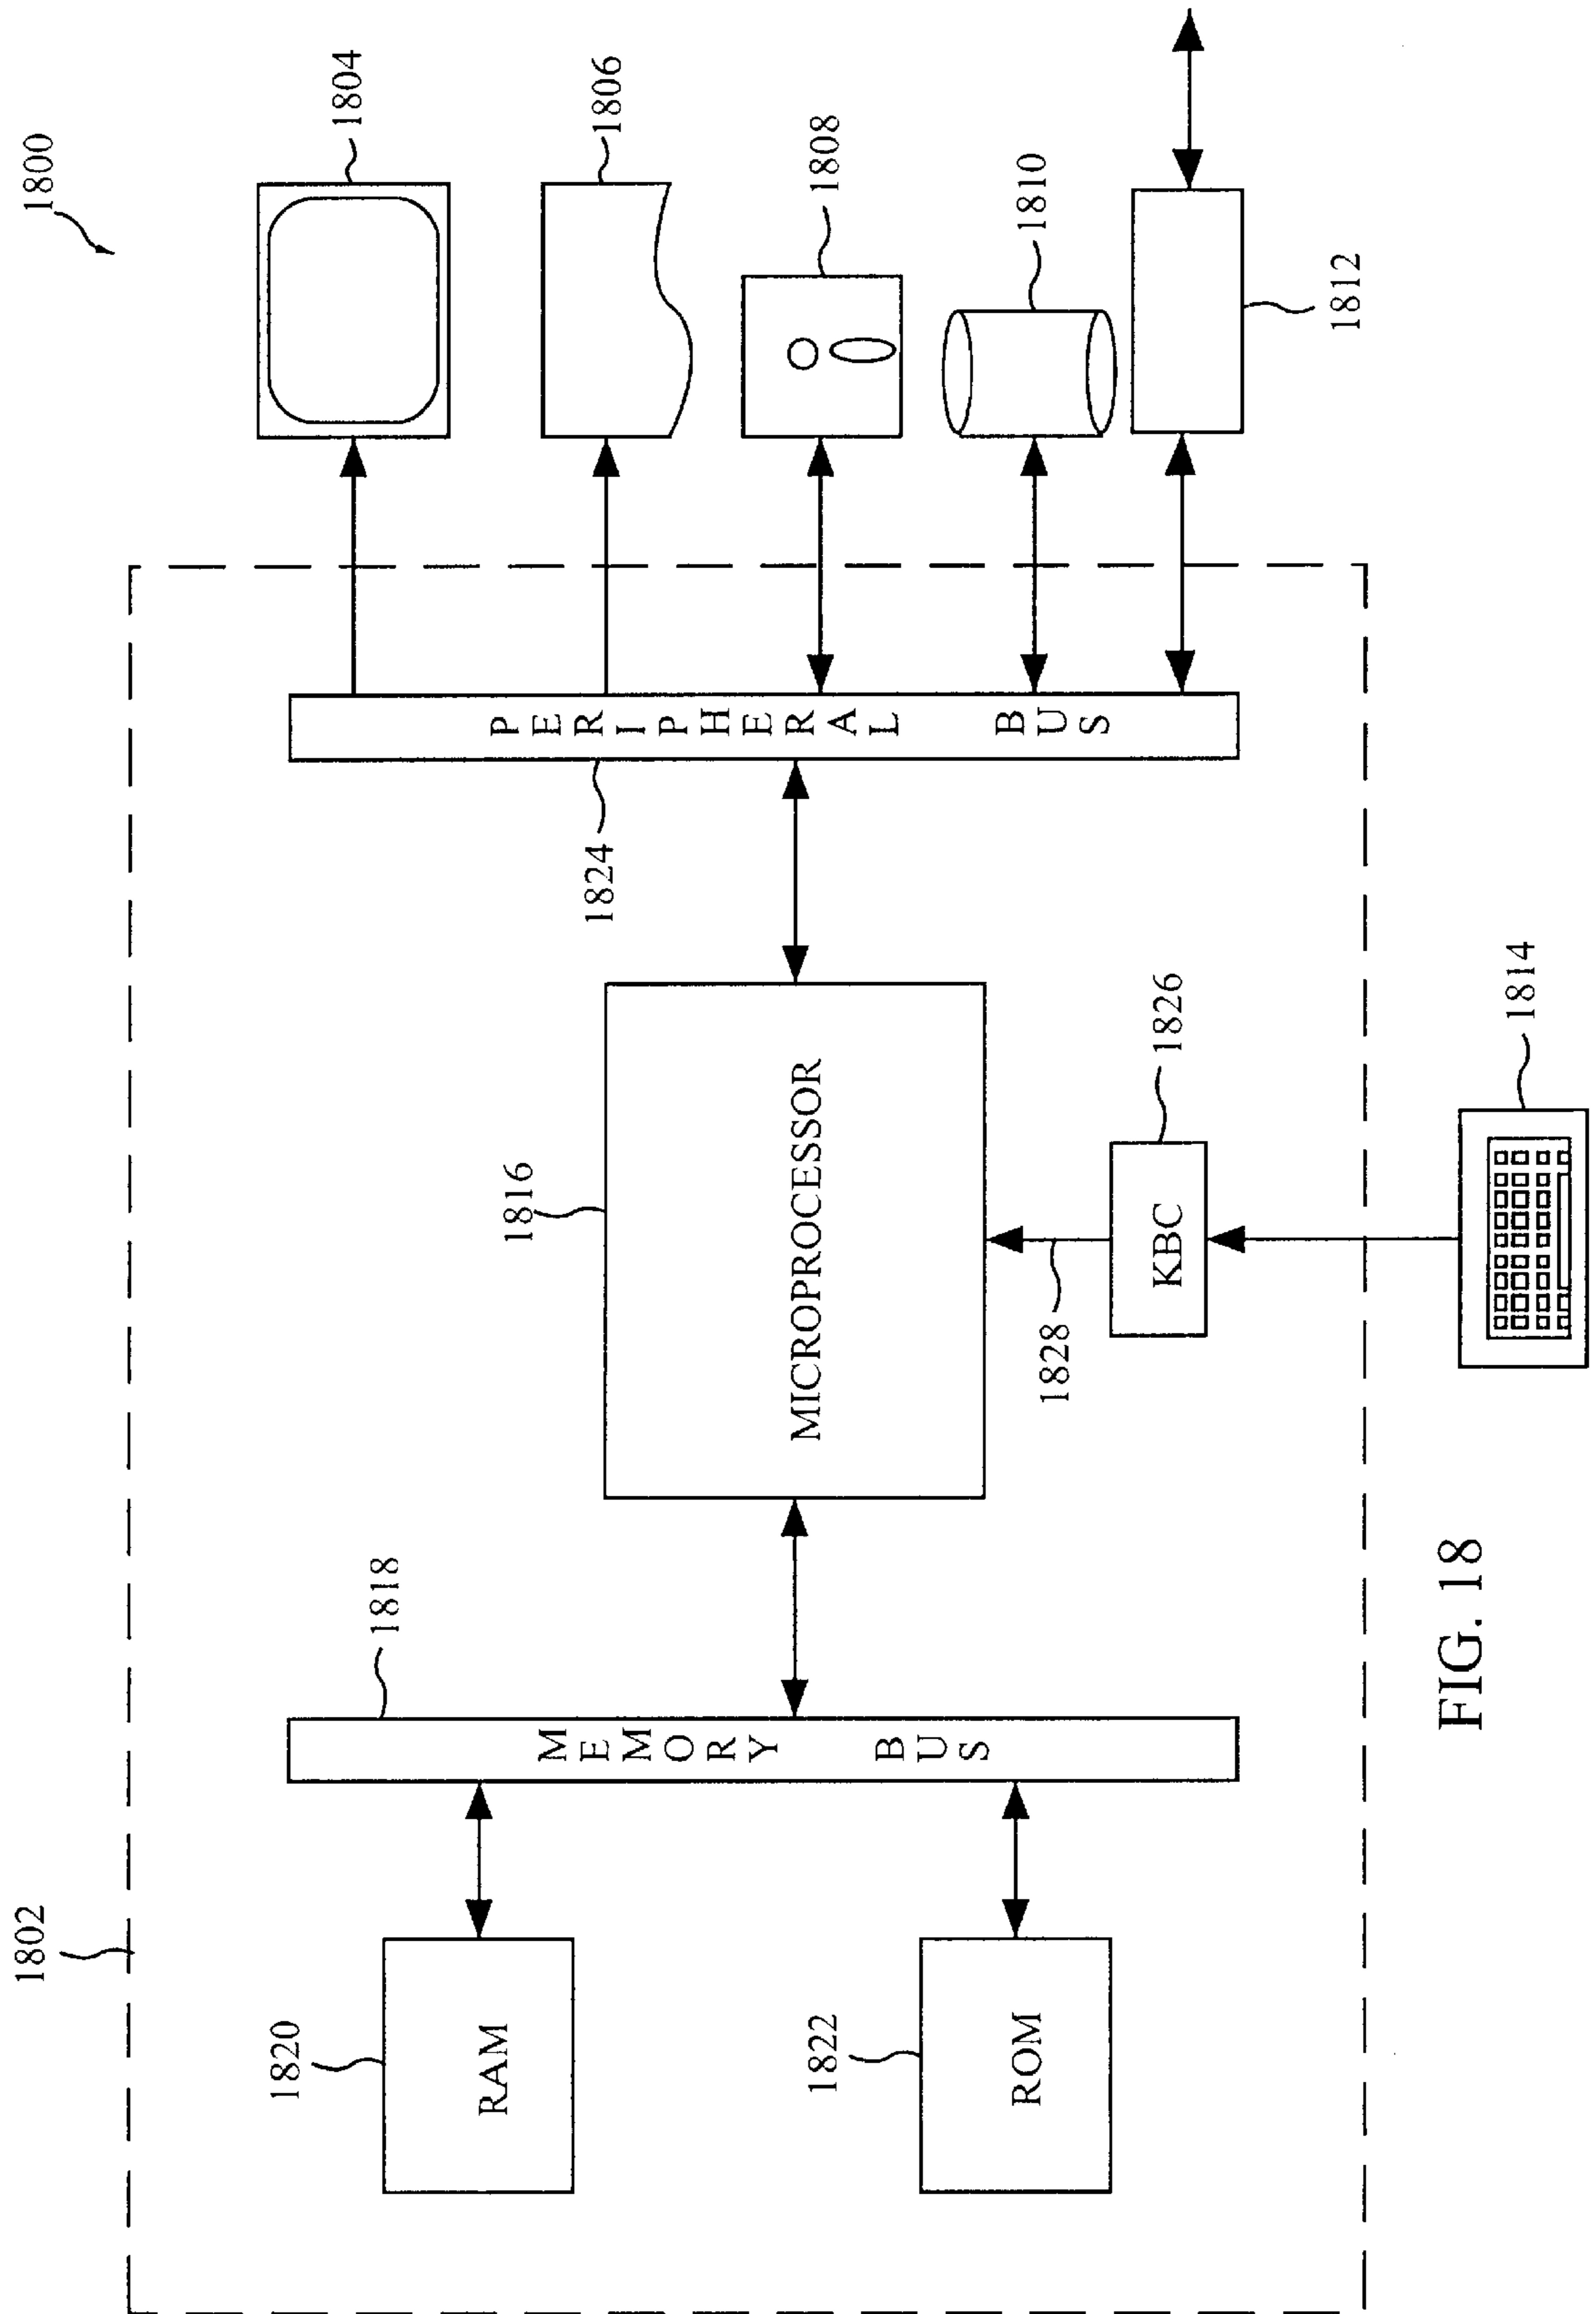 1800
1802
1804
1806
1808
1810
1812
1820
RAM
1822
ROM
1818
MEMORY BUS
1816
MICROPROCESSOR
1824
PERIPHERAL BUS
1828
KBC
1826
1814
FIG. 18